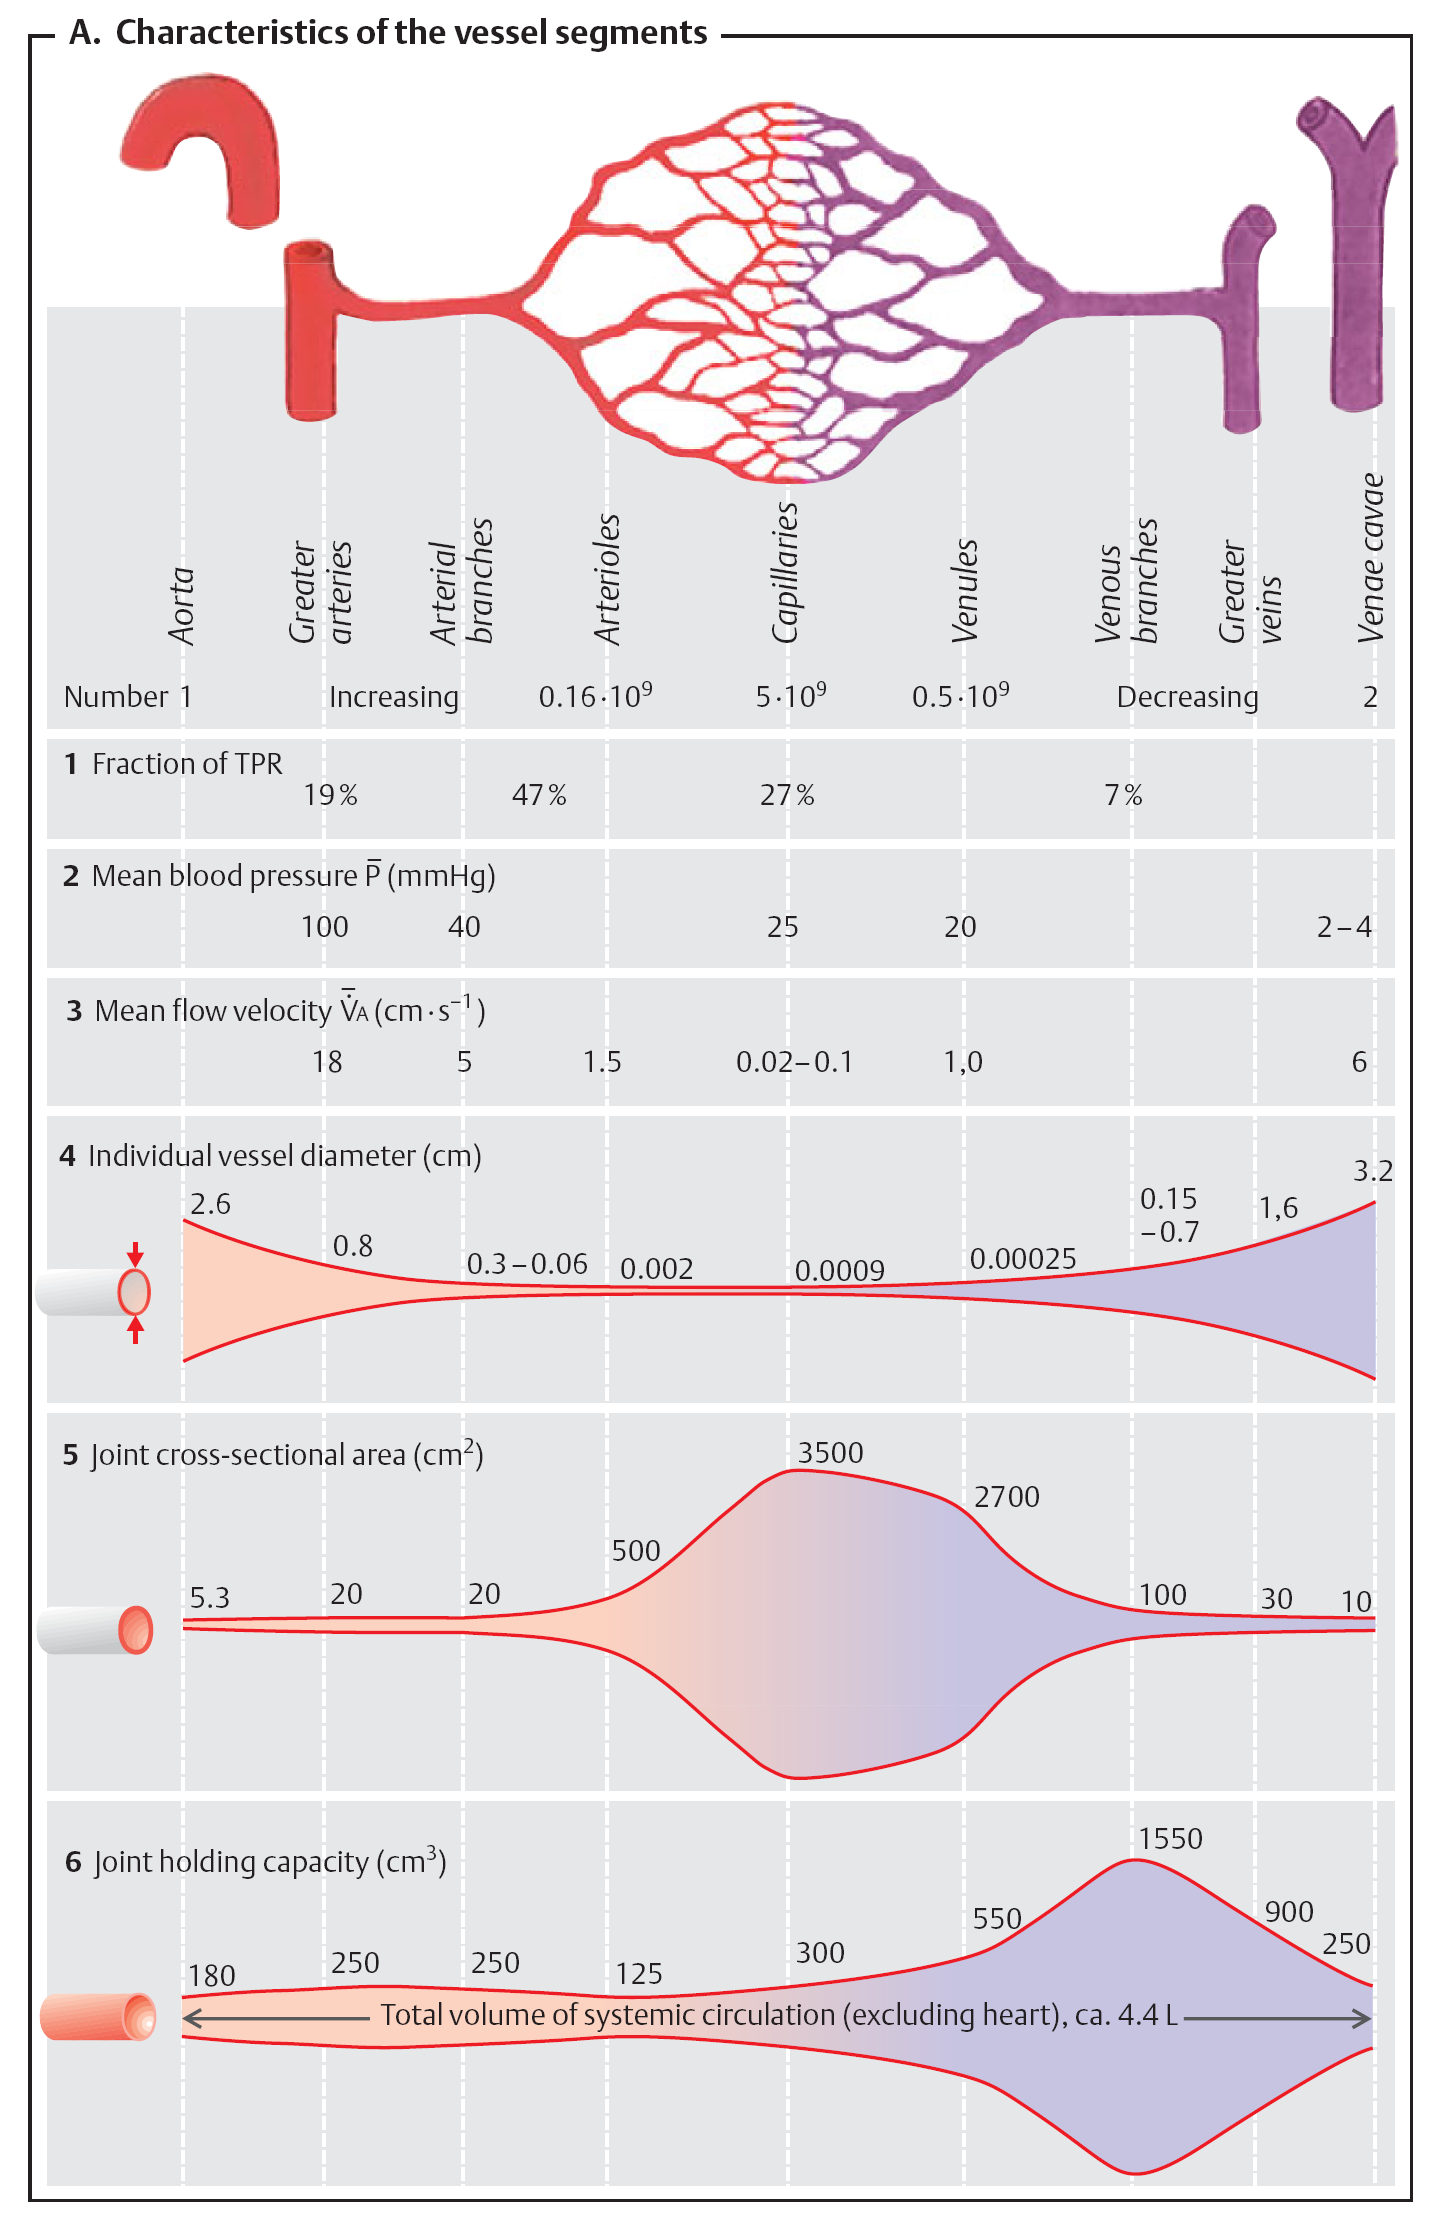 A. Characteristics of the vessel segments
Aorta
Greater
arteries
Arterial
branches
Arterioles
Capillaries
Venules
Venous
branches
Greater
veins
Venae cavae
Number 1 Increasing 0.16·10⁹ 5·10⁹ 0.5·10⁹ Decreasing 2
1 Fraction of TPR
19% 47% 27% 7%
2 Mean blood pressure P̅ (mmHg)
100 40 25 20 2–4
3 Mean flow velocity V̇̅A (cm·s⁻¹)
18 5 1.5 0.02–0.1 1,0 6
4 Individual vessel diameter (cm)
2.6 0.8 0.3–0.06 0.002 0.0009 0.00025 0.15
–0.7 1,6 3.2
5 Joint cross-sectional area (cm²)
5.3 20 20 500 3500 2700 100 30 10
6 Joint holding capacity (cm³)
180 250 250 125 300 550 1550 900 250
Total volume of systemic circulation (excluding heart), ca. 4.4 L